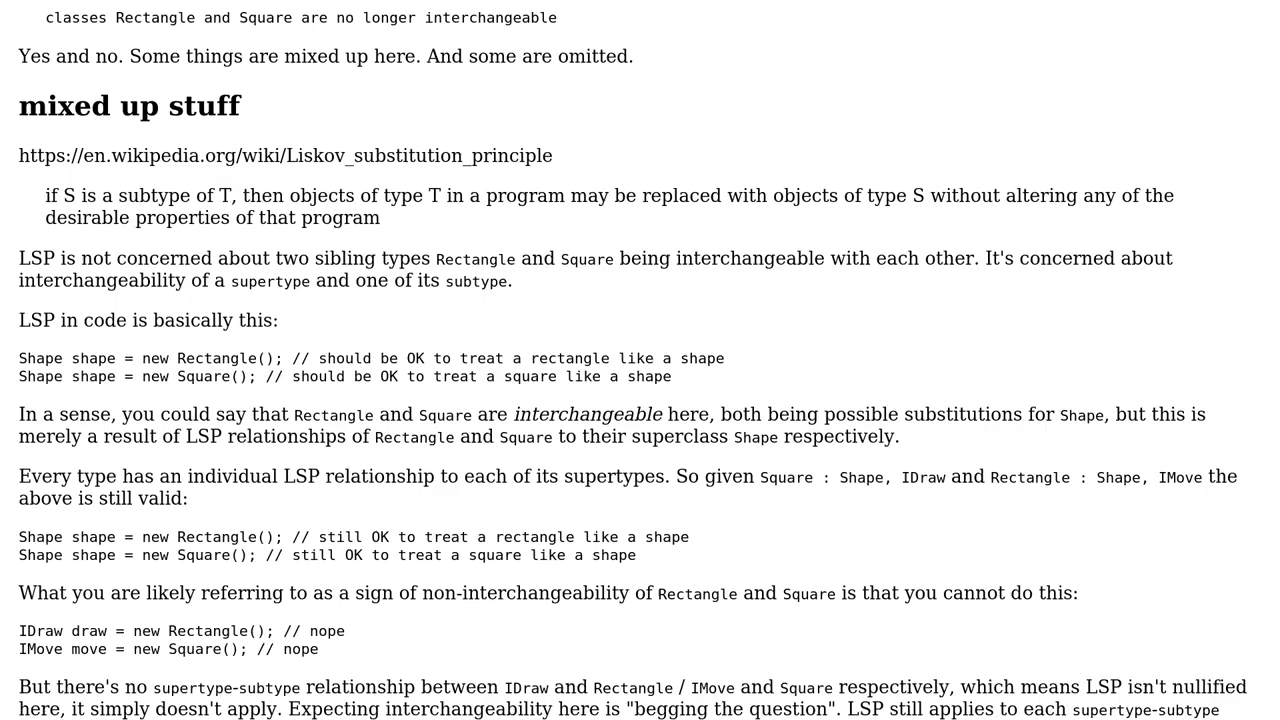 classes Rectangle and Square are no longer interchangeable
Yes and no. Some things are mixed up here. And some are omitted.
mixed up stuff
https://en.wikipedia.org/wiki/Liskov_substitution_principle
if S is a subtype of T, then objects of type T in a program may be replaced with objects of type S without altering any of the
desirable properties of that program
LSP is not concerned about two sibling types Rectangle and Square being interchangeable with each other. It's concerned about
interchangeability of a supertype and one of its subtype.
LSP in code is basically this:
Shape shape = new Rectangle(); // should be OK to treat a rectangle like a shape
Shape shape = new Square(); // should be OK to treat a square like a shape
In a sense, you could say that Rectangle and Square are interchangeable here, both being possible substitutions for Shape, but this is
merely a result of LSP relationships of Rectangle and Square to their superclass Shape respectively.
Every type has an individual LSP relationship to each of its supertypes. So given Square : Shape, IDraw and Rectangle : Shape, IMove the
above is still valid:
Shape shape = new Rectangle(); // still OK to treat a rectangle like a shape
Shape shape = new Square(); // still OK to treat a square like a shape
What you are likely referring to as a sign of non-interchangeability of Rectangle and Square is that you cannot do this:
IDraw draw = new Rectangle(); // nope
IMove move = new Square(); // nope
But there's no supertype-subtype relationship between IDraw and Rectangle / IMove and Square respectively, which means LSP isn't nullified
here, it simply doesn't apply. Expecting interchangeability here is "begging the question". LSP still applies to each supertype-subtype